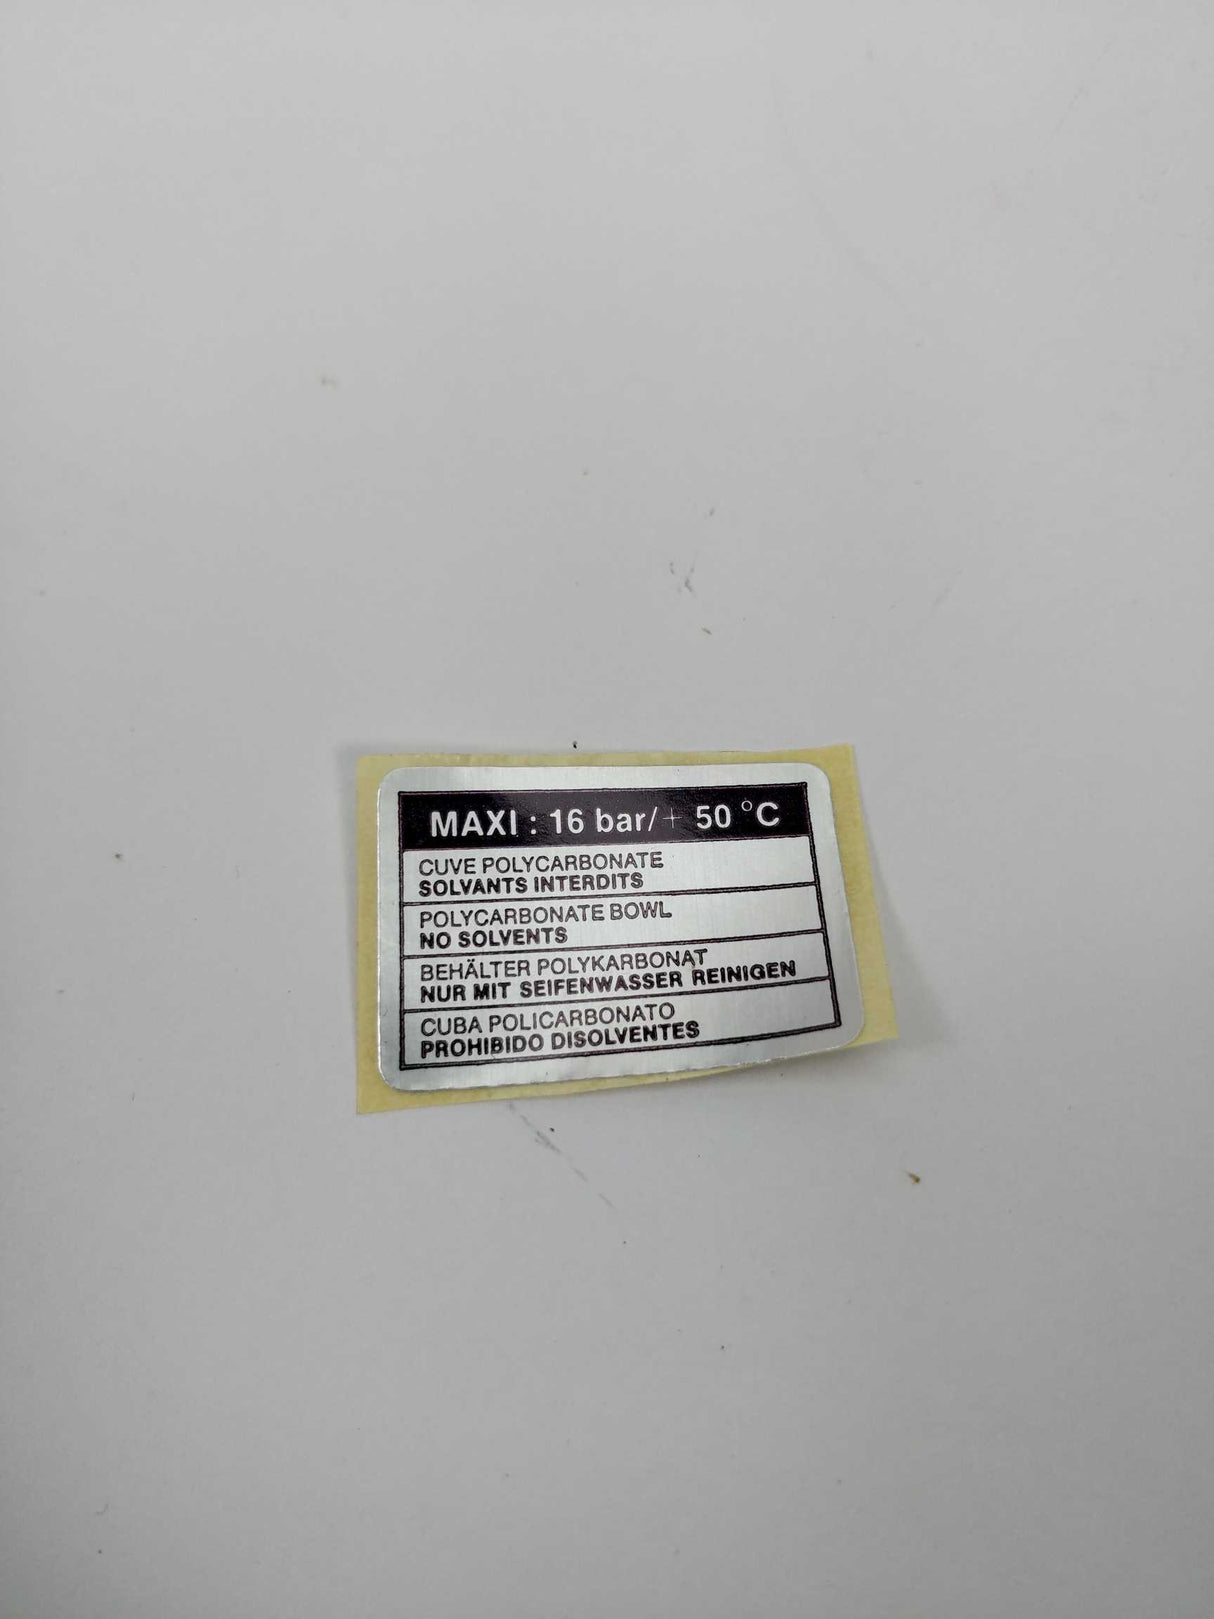 MAXI : 16 bar/+ 50 °C
CUVE POLYCARBONATE
SOLVANTS INTERDITS
POLYCARBONATE BOWL
NO SOLVENTS
BEHÄLTER POLYKARBONAT
NUR MIT SEIFENWASSER REINIGEN
CUBA POLICARBONATO
PROHIBIDO DISOLVENTES